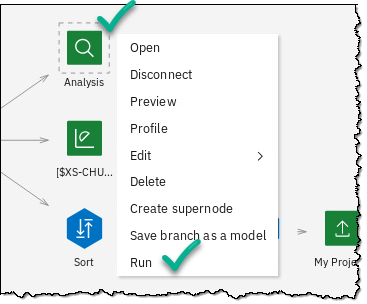 Analysis
[$XS-CHU...
Sort
Open
Disconnect
Preview
Profile
Edit
Delete
Create supernode
Save branch as a model
Run
My Proje